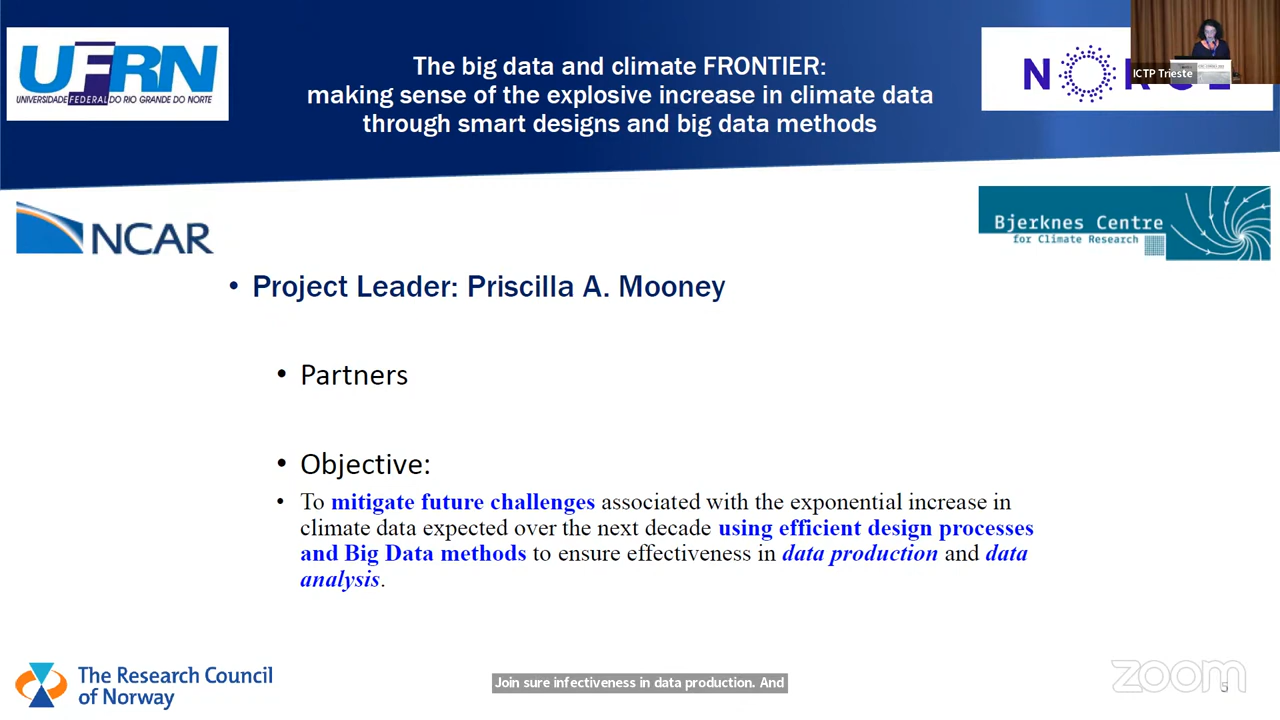 UFRN
UNIVERSIDADE FEDERAL DO RIO GRANDE DO NORTE
The big data and climate FRONTIER:
making sense of the explosive increase in climate data
through smart designs and big data methods
ICTP Trieste
NCAR
Bjerknes Centre
for Climate Research
• Project Leader: Priscilla A. Mooney
• Partners
• Objective:
• To mitigate future challenges associated with the exponential increase in
climate data expected over the next decade using efficient design processes
and Big Data methods to ensure effectiveness in data production and data
analysis.
The Research Council
of Norway
Join sure infectiveness in data production. And
zoom
5